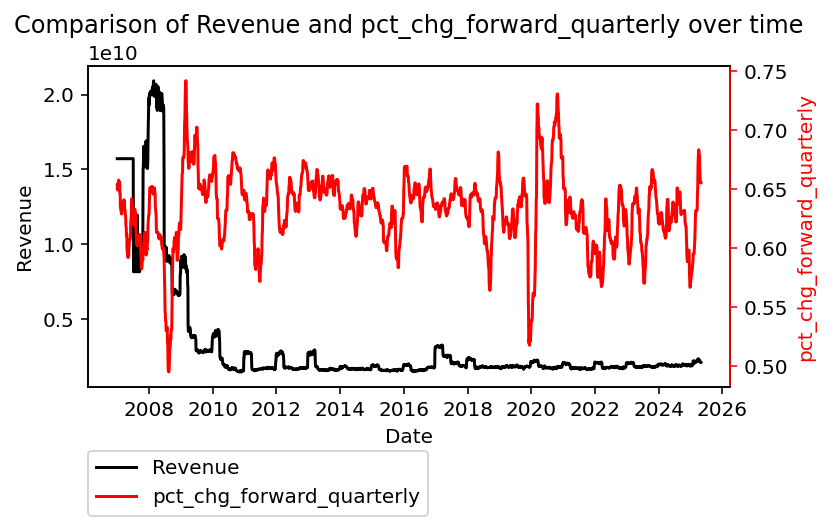 Comparison of Revenue and pct_chg_forward_quarterly over time
1e10
2.0
1.5
1.0
0.5
Revenue
0.75
0.70
0.65
0.60
0.55
0.50
pct_chg_forward_quarterly
2008 2010 2012 2014 2016 2018 2020 2022 2024 2026
Date
Revenue
pct_chg_forward_quarterly